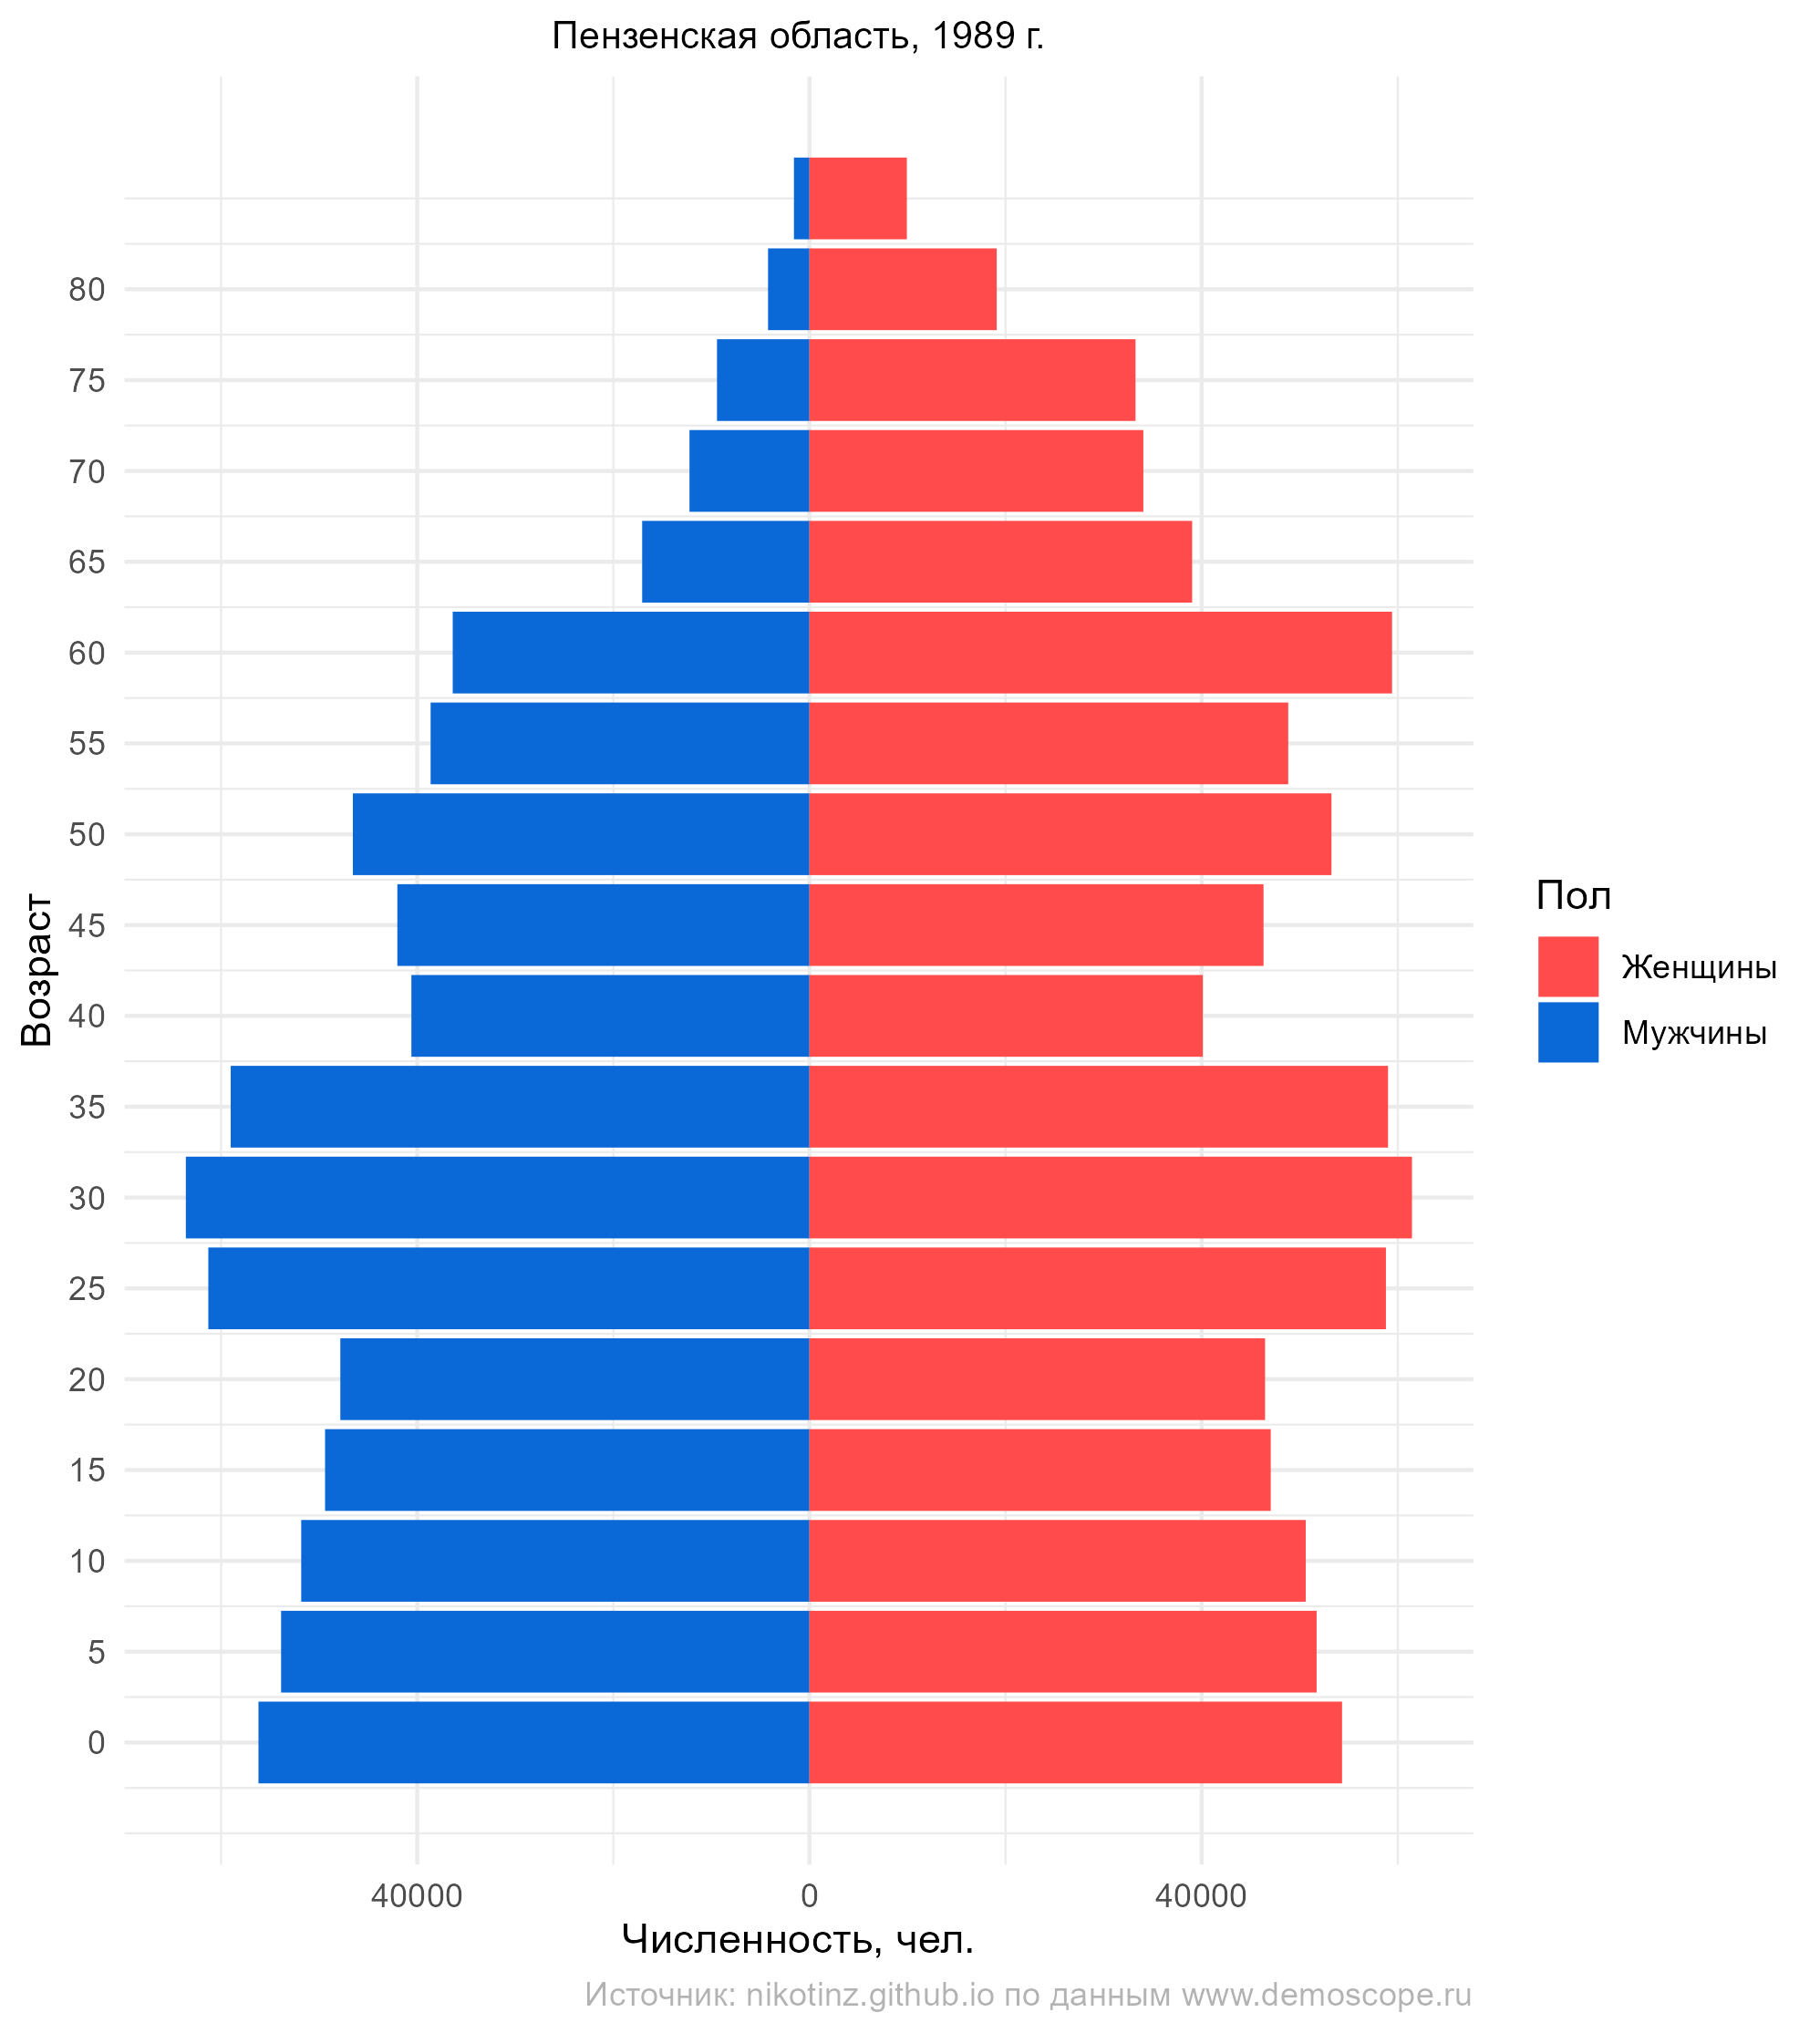 Пензенская область, 1989 г.
80
75
70
65
60
55
50
45
40
35
30
25
20
15
10
5
0
Возраст
40000 0 40000
Численность, чел.
Пол
Женщины
Мужчины
Источник: nikotinz.github.io по данным www.demoscope.ru